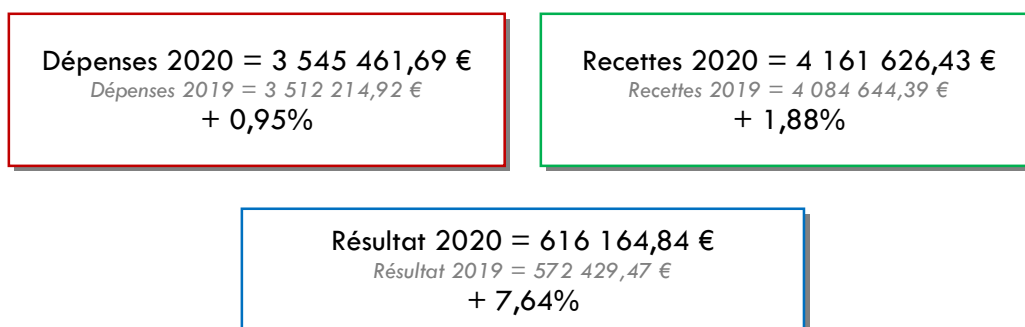 Dépenses 2020 = 3 545 461,69 €
Dépenses 2019 = 3 512 214,92 €
+ 0,95%
Recettes 2020 = 4 161 626,43 €
Recettes 2019 = 4 084 644,39 €
+ 1,88%
Résultat 2020 = 616 164,84 €
Résultat 2019 = 572 429,47 €
+ 7,64%